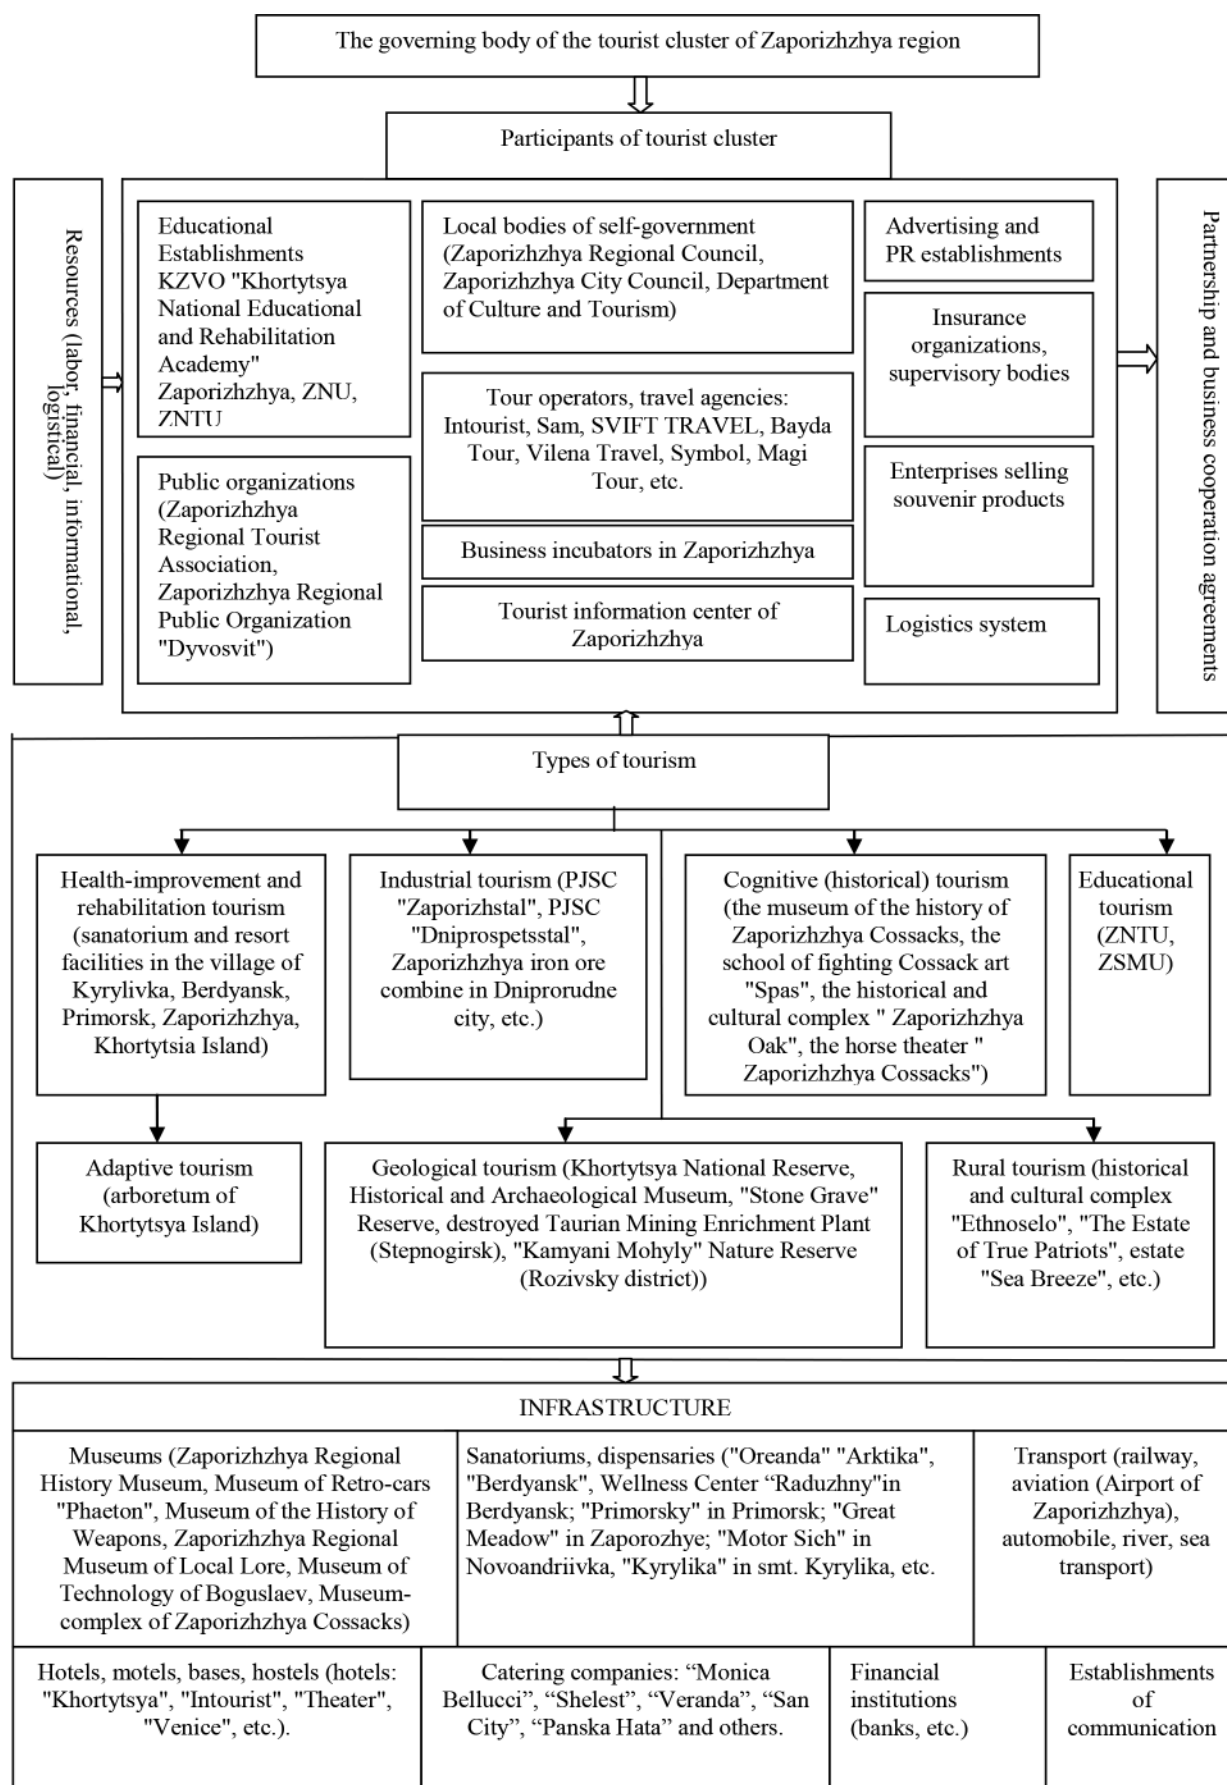 The governing body of the tourist cluster of Zaporizhzhya region
Participants of tourist cluster
Resources (labor, financial, informational,
logistical)
Educational
Establishments
KZVO "Khortytsya
National Educational
and Rehabilitation
Academy"
Zaporizhzhya, ZNU,
ZNTU
Public organizations
(Zaporizhzhya
Regional Tourist
Association,
Zaporizhzhya Regional
Public Organization
"Dyvosvit")
Local bodies of self-government
(Zaporizhzhya Regional Council,
Zaporizhzhya City Council, Department
of Culture and Tourism)
Tour operators, travel agencies:
Intourist, Sam, SVIFT TRAVEL, Bayda
Tour, Vilena Travel, Symbol, Magi
Tour, etc.
Business incubators in Zaporizhzhya
Tourist information center of
Zaporizhzhya
Advertising and
PR establishments
Insurance
organizations,
supervisory bodies
Enterprises selling
souvenir products
Logistics system
Partnership and business cooperation agreements
Types of tourism
Health-improvement and
rehabilitation tourism
(sanatorium and resort
facilities in the village of
Kyrylivka, Berdyansk,
Primorsk, Zaporizhzhya,
Khortytsia Island)
Industrial tourism (PJSC
"Zaporizhstal", PJSC
"Dniprospetsstal",
Zaporizhzhya iron ore
combine in Dniprorudne
city, etc.)
Cognitive (historical) tourism
(the museum of the history of
Zaporizhzhya Cossacks, the
school of fighting Cossack art
"Spas", the historical and
cultural complex " Zaporizhzhya
Oak", the horse theater "
Zaporizhzhya Cossacks")
Educational
tourism
(ZNTU,
ZSMU)
Adaptive tourism
(arboretum of
Khortytsya Island)
Geological tourism (Khortytsya National Reserve,
Historical and Archaeological Museum, "Stone Grave"
Reserve, destroyed Taurian Mining Enrichment Plant
(Stepnogirsk), "Kamyani Mohyly" Nature Reserve
(Rozivsky district))
Rural tourism (historical
and cultural complex
"Ethnoselo", "The Estate
of True Patriots", estate
"Sea Breeze", etc.)
INFRASTRUCTURE
Museums (Zaporizhzhya Regional
History Museum, Museum of Retro-cars
"Phaeton", Museum of the History of
Weapons, Zaporizhzhya Regional
Museum of Local Lore, Museum of
Technology of Boguslaev, Museum-
complex of Zaporizhzhya Cossacks)
Sanatoriums, dispensaries ("Oreanda" "Arktika",
"Berdyansk", Wellness Center “Raduzhny"in
Berdyansk; "Primorsky" in Primorsk; "Great
Meadow" in Zaporozhye; "Motor Sich" in
Novoandriivka, "Kyrylika" in smt. Kyrylika, etc.
Transport (railway,
aviation (Airport of
Zaporizhzhya),
automobile, river, sea
transport)
Hotels, motels, bases, hostels (hotels:
"Khortytsya", "Intourist", "Theater",
"Venice", etc.).
Catering companies: “Monica
Bellucci”, “Shelest”, “Veranda”, “San
City”, “Panska Hata” and others.
Financial
institutions
(banks, etc.)
Establishments
of
communication